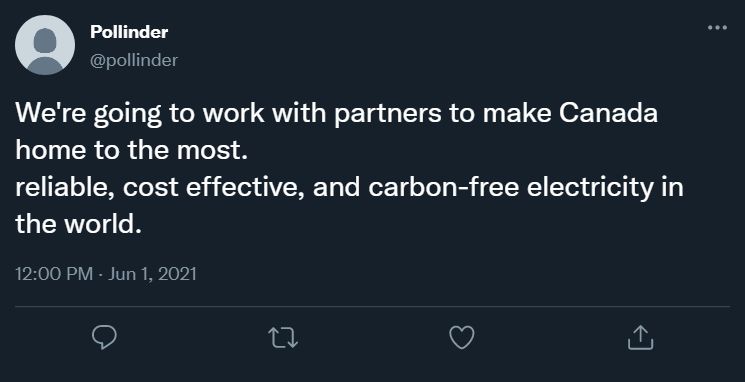 Pollinder
@pollinder
We're going to work with partners to make Canada
home to the most.
reliable, cost effective, and carbon-free electricity in
the world.
12:00 PM · Jun 1, 2021